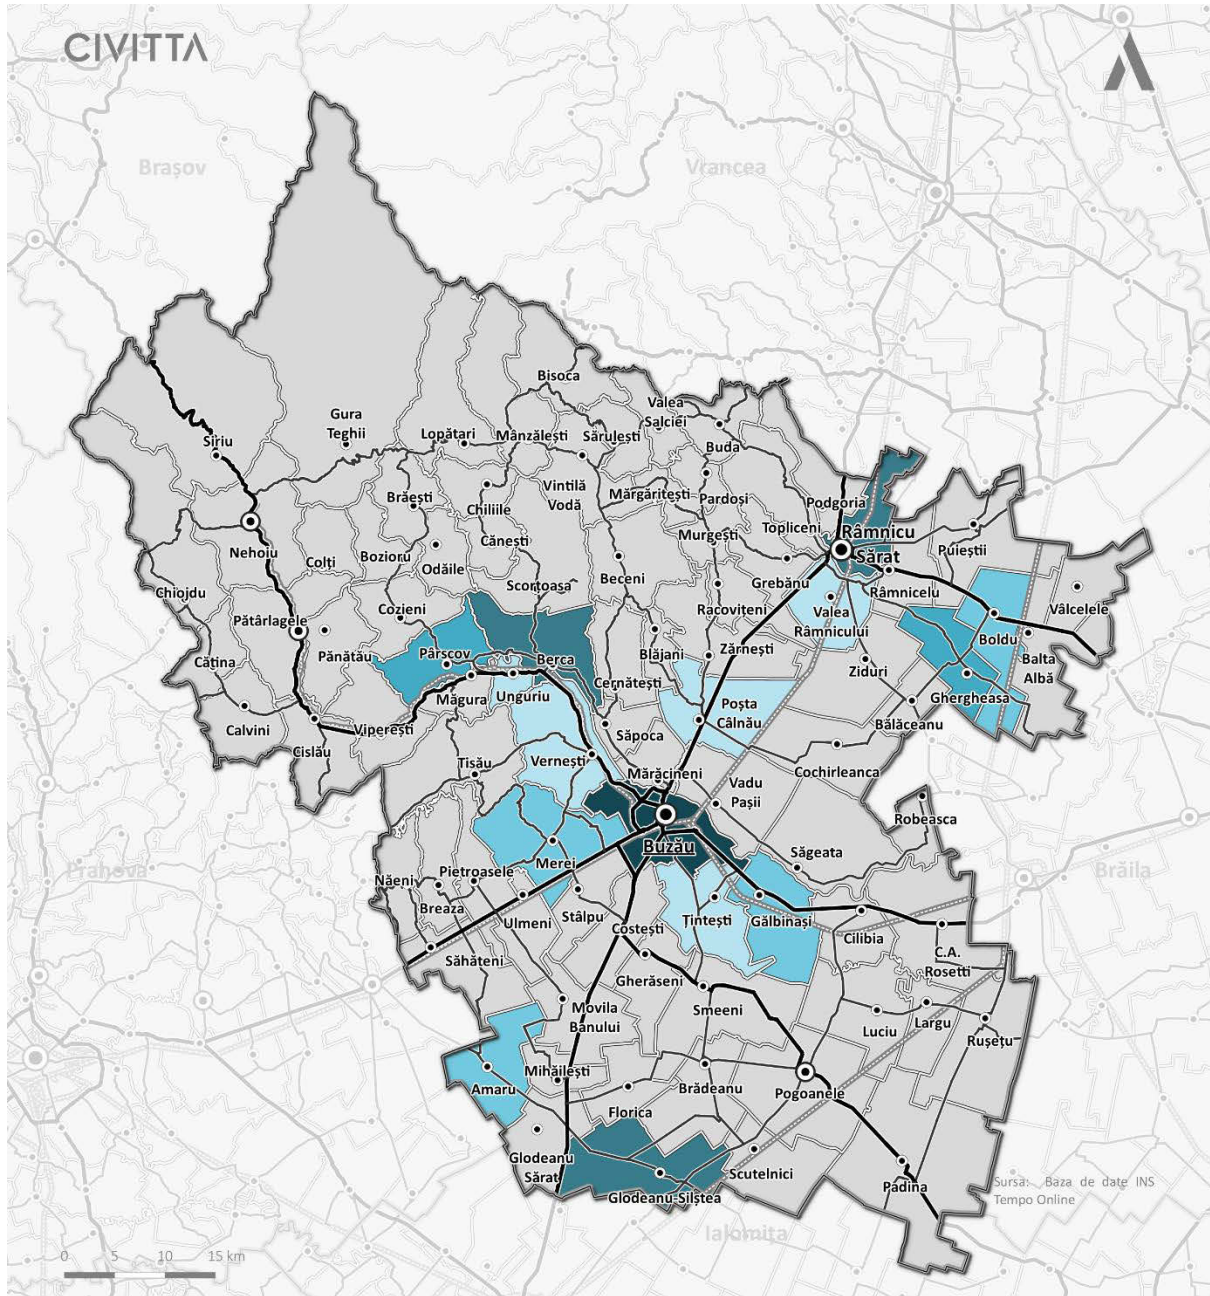 CIVITTA
Brașov
Vrancea
Bisoca
Valea
Salciei
Gura
Teghii
Lopătari
Mânzălești
Sărulești
Buda
Siriu
Vintilă
Vodă
Mărgăritești
Pardoși
Podgoria
Brăești
Chiliile
Topliceni
Râmnicu
Sărat
Murgești
Puieștii
Nehoiu
Colți
Bozioru
Cănești
Odăile
Scorțoasa
Beceni
Grebănu
Râmnicelu
Chiojdu
Cozieni
Racovițeni
Valea
Râmnicului
Vâlcelele
Pătârlagele
Boldu
Cătina
Pănătău
Pârscov
Berca
Blăjani
Zărnești
Balta
Albă
Ziduri
Cernătești
Măgura
Unguriu
Ghergheasa
Poșta
Câlnău
Calvini
Viperești
Săpoca
Bălăceanu
Cislău
Tisău
Vernești
Mărăcineni
Cochirleanca
Vadu
Pașii
Robeasca
Buzău
Săgeata
Prahova
Merei
Brăila
Năeni
Pietroasele
Breaza
Ulmeni
Stâlpu
Costești
Țintești
Gălbinași
Cilibia
C.A.
Rosetti
Săhăteni
Gherăseni
Smeeni
Movila
Banului
Luciu
Largu
Rușețu
Mihăilești
Amaru
Brădeanu
Pogoanele
Florica
Glodeanu
Sărat
Scutelnici
Glodeanu-Siliștea
Padina
Sursa: Baza de date INS
Tempo Online
Ialomița
0 5 10 15 km